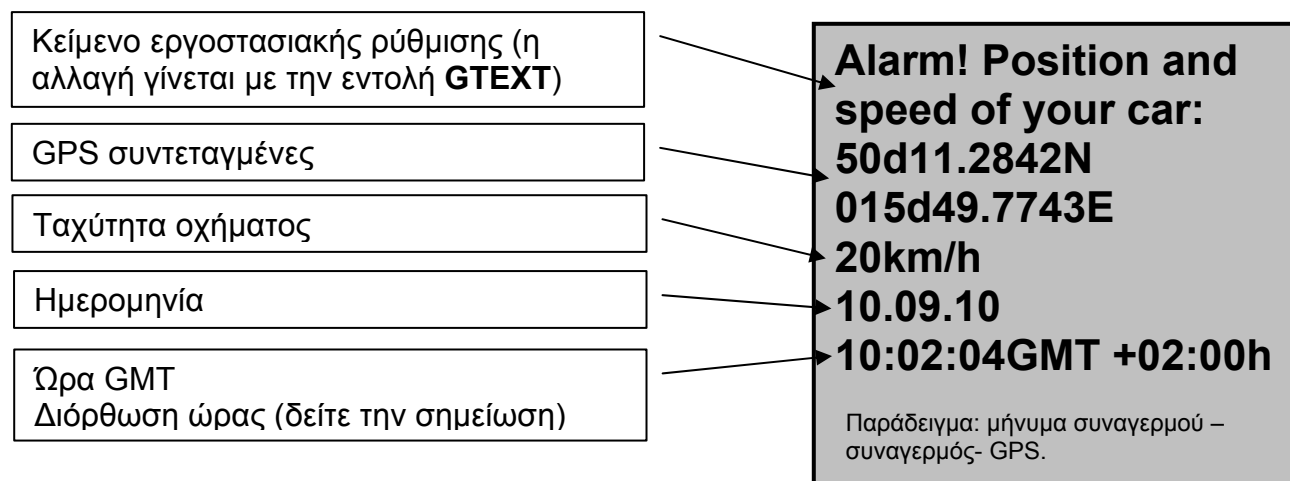 Κείμενο εργοστασιακής ρύθμισης (η
αλλαγή γίνεται με την εντολή GTEXT)
GPS συντεταγμένες
Ταχύτητα οχήματος
Ημερομηνία
Ώρα GMT
Διόρθωση ώρας (δείτε την σημείωση)
Alarm! Position and
speed of your car:
50d11.2842N
015d49.7743E
20km/h
10.09.10
10:02:04GMT +02:00h
Παράδειγμα: μήνυμα συναγερμού –
συναγερμός- GPS.